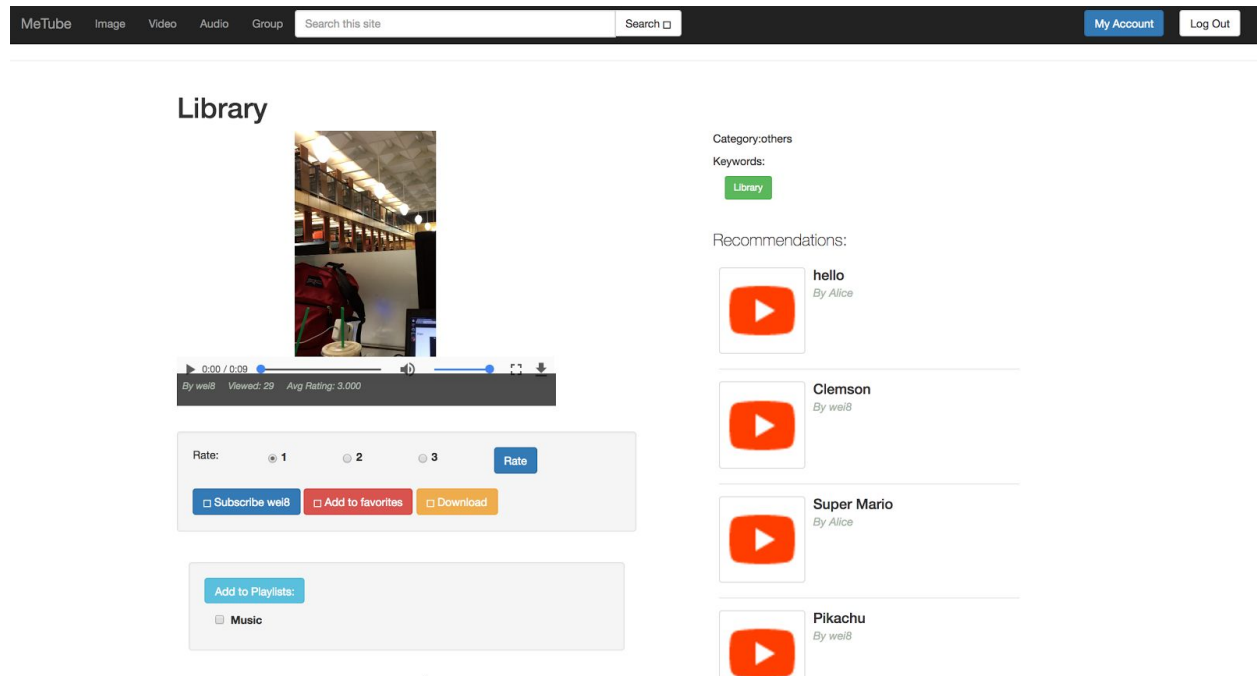 MeTube Image Video Audio Group Search this site Search My Account Log Out
Library
0:00 / 0:09
By wei8 Viewed: 29 Avg Rating: 3.000
Rate: 1 2 3 Rate
Subscribe wei8 Add to favorites Download
Add to Playlists:
Music
Category:others
Keywords:
Library
Recommendations:
hello
By Alice
Clemson
By wei8
Super Mario
By Alice
Pikachu
By wei8